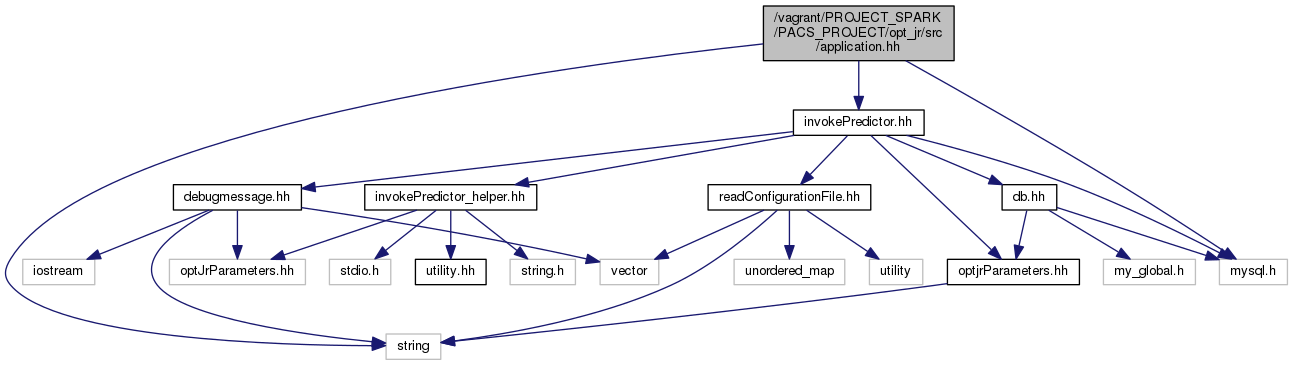 /vagrant/PROJECT_SPARK
/PACS_PROJECT/opt_jr/src
/application.hh
invokePredictor.hh
debugmessage.hh
invokePredictor_helper.hh
readConfigurationFile.hh
db.hh
iostream
optJrParameters.hh
stdio.h
utility.hh
string.h
vector
unordered_map
utility
optjrParameters.hh
my_global.h
mysql.h
string